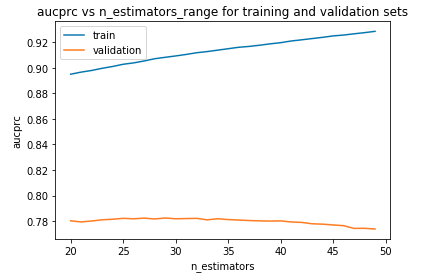 aucprc vs n_estimators_range for training and validation sets
train
validation
aucprc
0.92
0.90
0.88
0.86
0.84
0.82
0.80
0.78
20 25 30 35 40 45 50
n_estimators